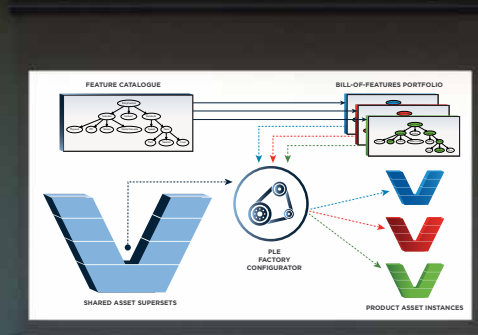 FEATURE CATALOGUE
BILL-OF-FEATURES PORTFOLIO
PLE
FACTORY
CONFIGURATOR
SHARED ASSET SUPERSETS
PRODUCT ASSET INSTANCES